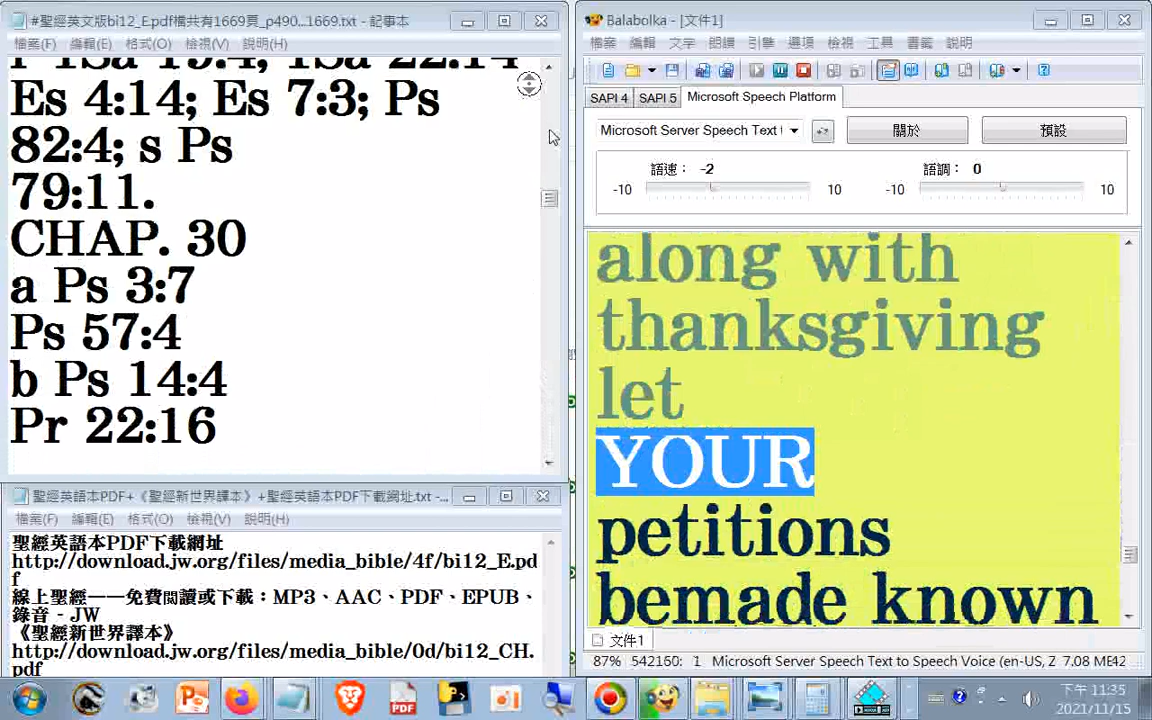 #聖經英文版bi12_E.pdf檔共有1669頁_p490...1669.txt - 記事本
檔案(F) 編輯(E) 格式(O) 檢視(V) 說明(H)
Es 4:14; Es 7:3; Ps
82:4; s Ps
79:11.
CHAP. 30
a Ps 3:7
Ps 57:4
b Ps 14:4
Pr 22:16
聖經英語本PDF+《聖經新世界譯本》+聖經英語本PDF下載網址.txt -...
檔案(F) 編輯(E) 格式(O) 檢視(V) 說明(H)
聖經英語本PDF下載網址
http://download.jw.org/files/media_bible/4f/bi12_E.pd
f
線上聖經——免費閱讀或下載：MP3、AAC、PDF、EPUB、
錄音 - JW
《聖經新世界譯本》
http://download.jw.org/files/media_bible/0d/bi12_CH.
pdf
Balabolka - [文件1]
檔案 編輯 文字 朗讀 引擎 選項 檢視 工具 書籤 說明
SAPI 4 SAPI 5 Microsoft Speech Platform
Microsoft Server Speech Text 關於 預設
語速： -2 語調： 0
-10 10 -10 10
along with
thanksgiving
let
YOUR
petitions
bemade known
文件1
87% 542150: 1 Microsoft Server Speech Text to Speech Voice (en-US, Z 7.08 ME42
PDF
下午 11:35
2021/11/15